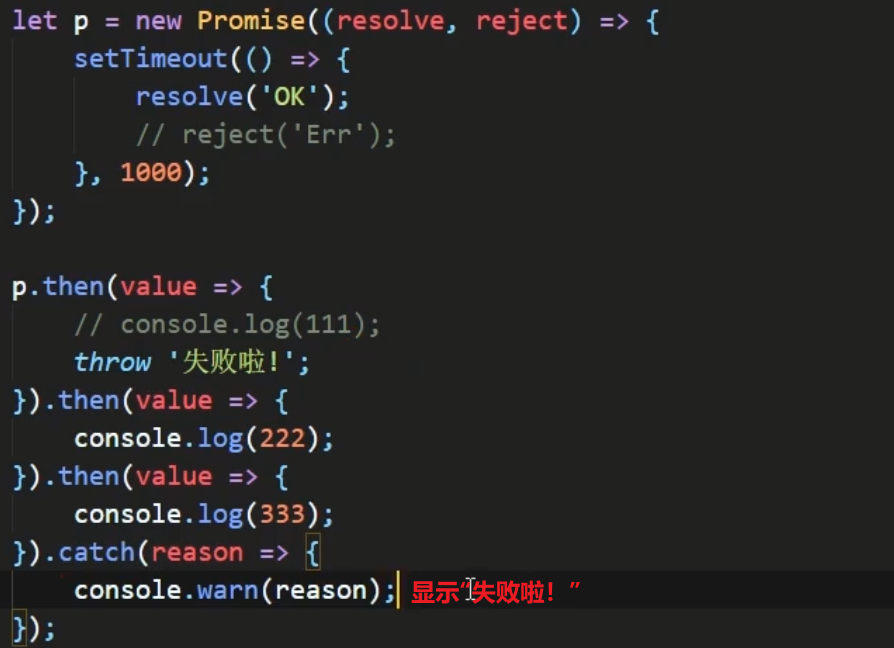 let p = new Promise((resolve, reject) => {
    setTimeout(() => {
        resolve('OK');
        // reject('Err');
    }, 1000);
});

p.then(value => {
    // console.log(111);
    throw '失败啦!';
}).then(value => {
    console.log(222);
}).then(value => {
    console.log(333);
}).catch(reason => {
    console.warn(reason); 显示“失败啦！”
});